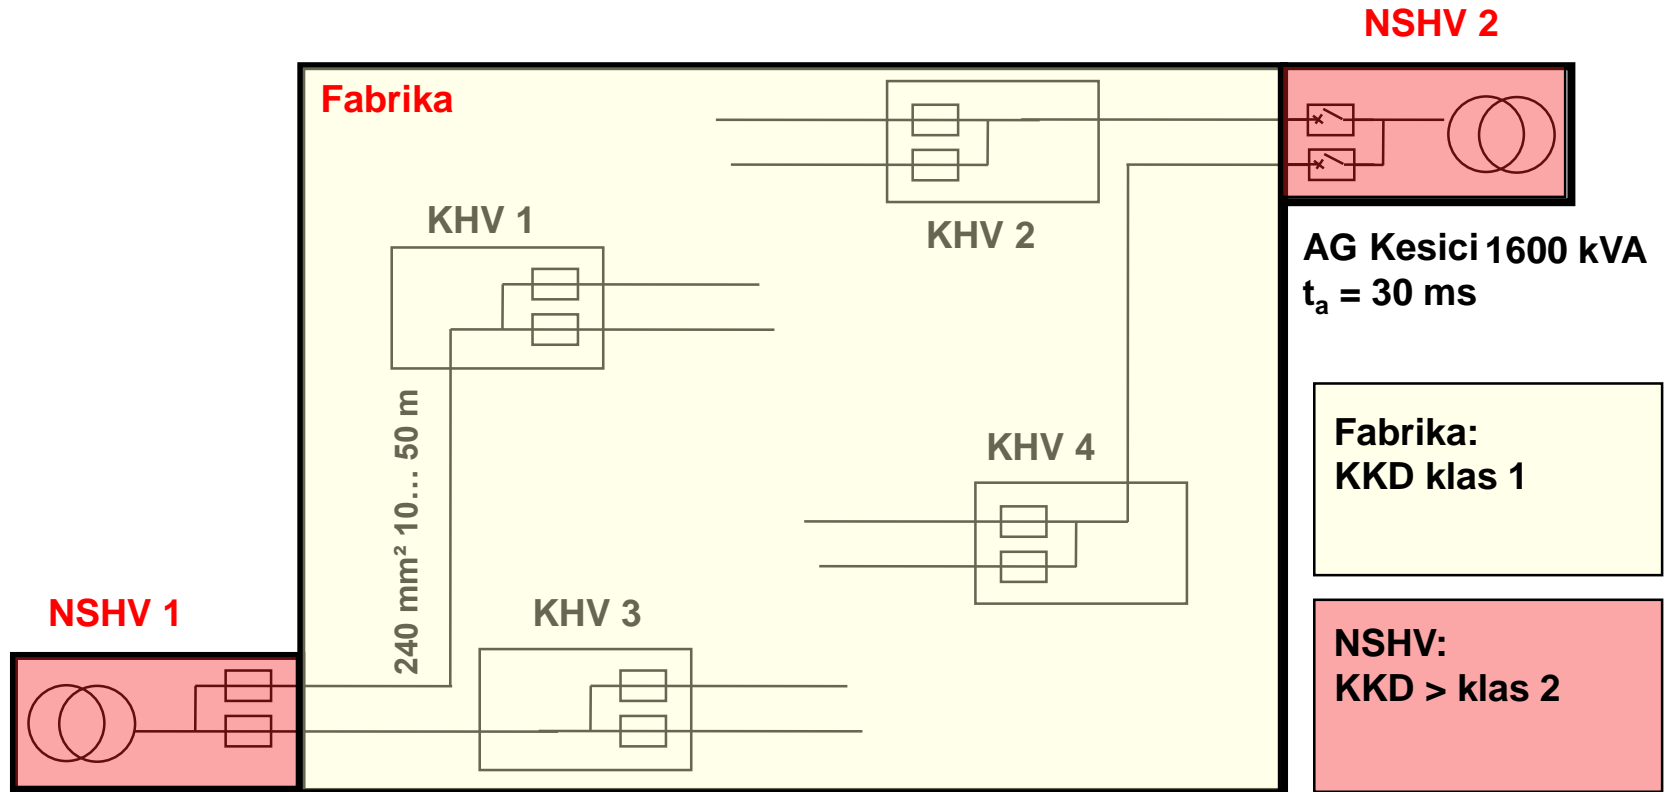 NSHV 2
Fabrika
KHV 1
KHV 2
AG Kesici 1600 kVA
tₐ = 30 ms
240 mm² 10... 50 m
KHV 4
Fabrika:
KKD klas 1
NSHV 1
KHV 3
NSHV:
KKD > klas 2